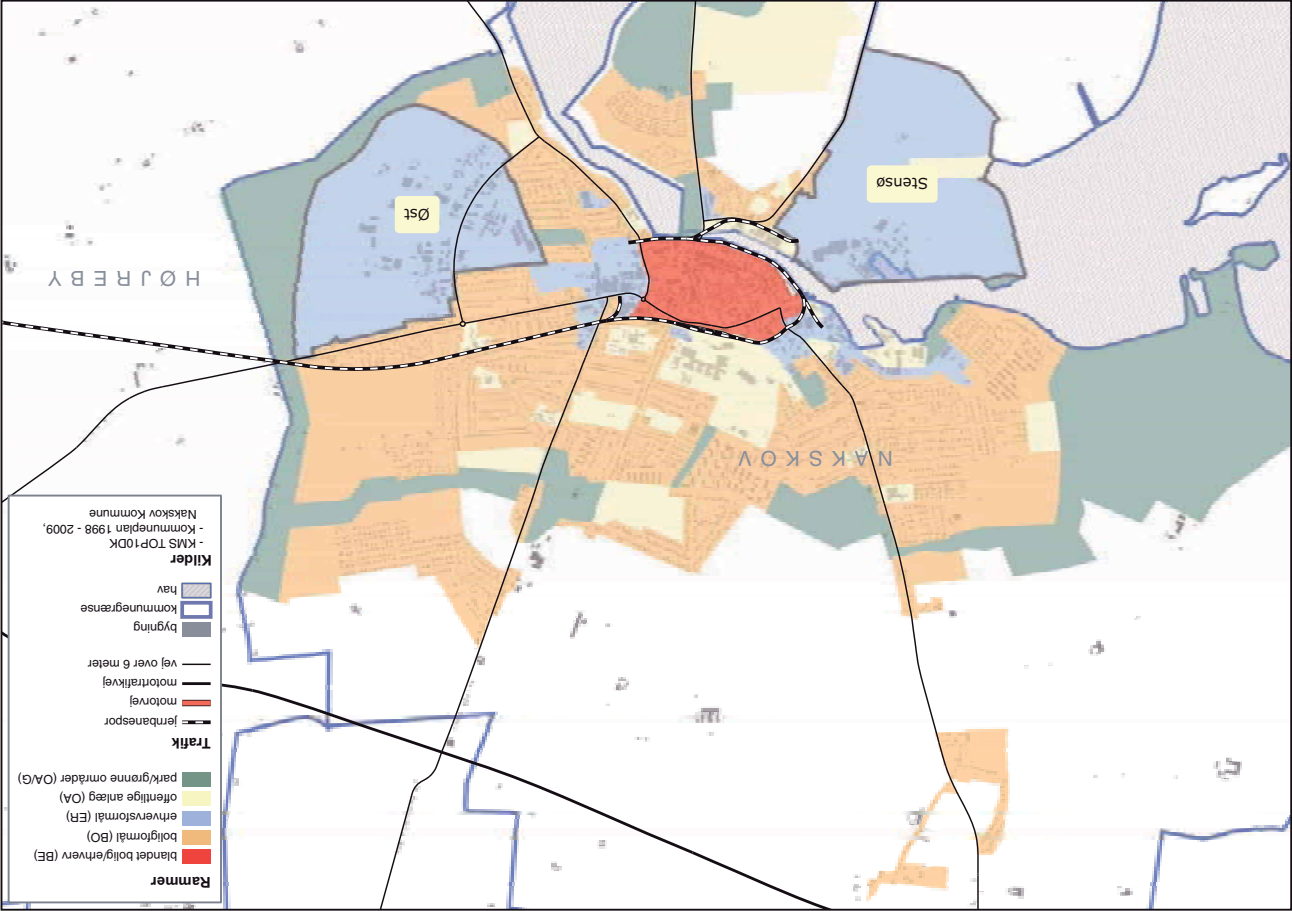 Rammer
blandet bolig/erhverv (BE)
boligformål (BO)
erhvervsformål (ER)
offentlige anlæg (OA)
park/grønne områder (OA/G)
Trafik
jernbanespor
motorvej
motortrafikvej
vej over 6 meter
bygning
kommunegrænse
hav
Kilder
- KMS TOP10DK
- Kommuneplan 1998 - 2009,
Nakskov Kommune
NAKSKOV
HØJREBY
Stensø
Øst